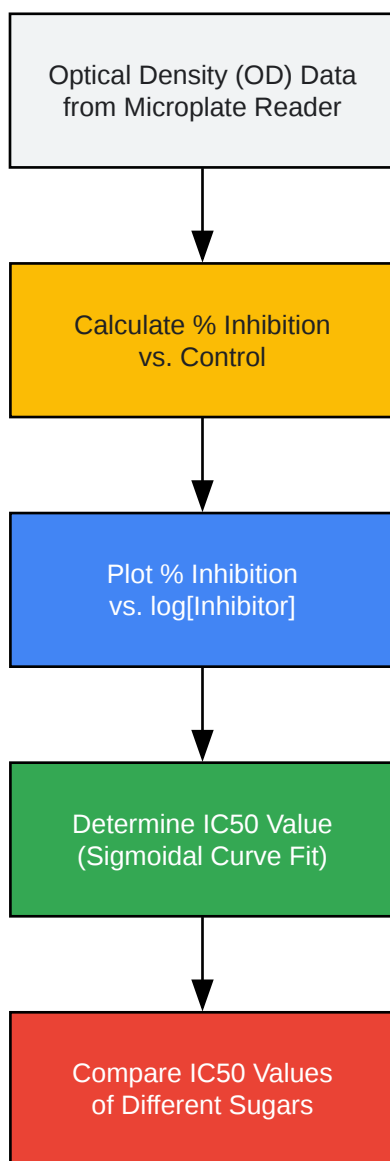 Optical Density (OD) Data
from Microplate Reader
Calculate % Inhibition
vs. Control
Plot % Inhibition
vs. log[Inhibitor]
Determine IC50 Value
(Sigmoidal Curve Fit)
Compare IC50 Values
of Different Sugars